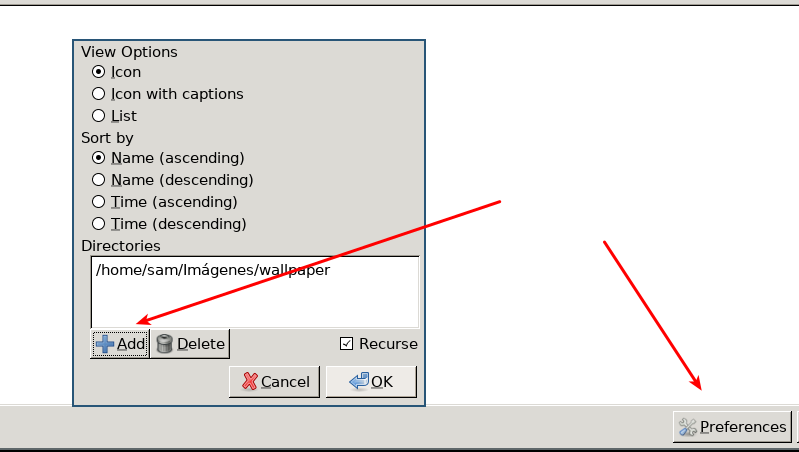 View Options
Icon
Icon with captions
List
Sort by
Name (ascending)
Name (descending)
Time (ascending)
Time (descending)
Directories
/home/sam/Imágenes/wallpaper
Add Delete Recurse
Cancel OK
Preferences